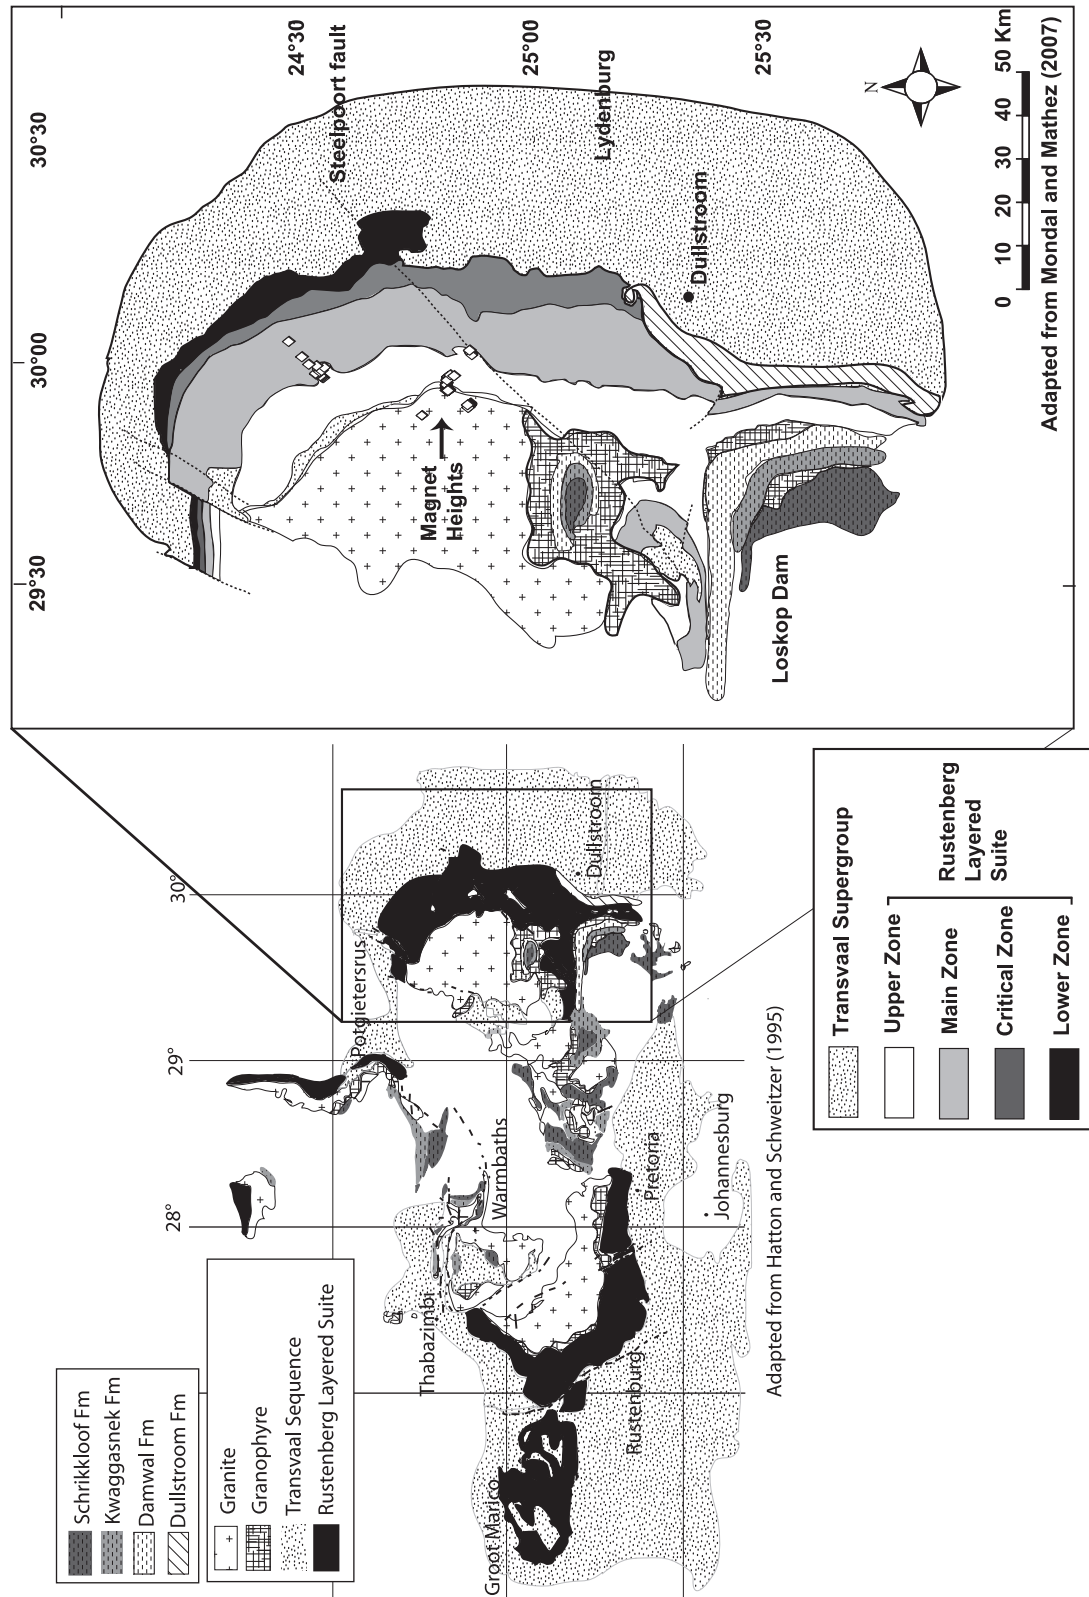 Schrikkloof Fm
Kwaggasnek Fm
Damwal Fm
Dullstroom Fm
Granite
Granophyre
Transvaal Sequence
Rustenberg Layered Suite
28°
29°
30°
Potgietersrus
Thabazimbi
Warmbaths
Dullstroom
Groot Marico
Rustenburg
Pretoria
Johannesburg
Adapted from Hatton and Schweitzer (1995)
Transvaal Supergroup
Upper Zone
Main Zone
Critical Zone
Lower Zone
Rustenberg
Layered
Suite
29°30
30°00
30°30
24°30
25°00
25°30
Steelpoort fault
Lydenburg
Dullstroom
Magnet
Heights
Loskop Dam
N
0 10 20 30 40 50 Km
Adapted from Mondal and Mathez (2007)